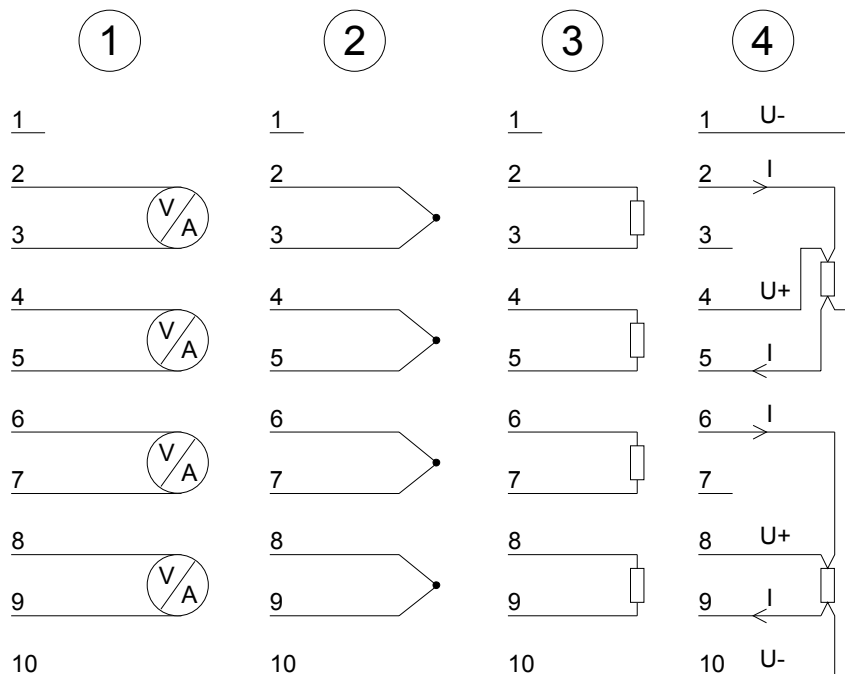 1 2 3 4
1 1 1 1 U-
2 2 2 2 I
V
A
3 3 3 3
4 4 4 4 U+
V
A
5 5 5 5 I
6 6 6 6 I
V
A
7 7 7 7
8 8 8 8 U+
V
A
9 9 9 9 I
10 10 10 10 U-